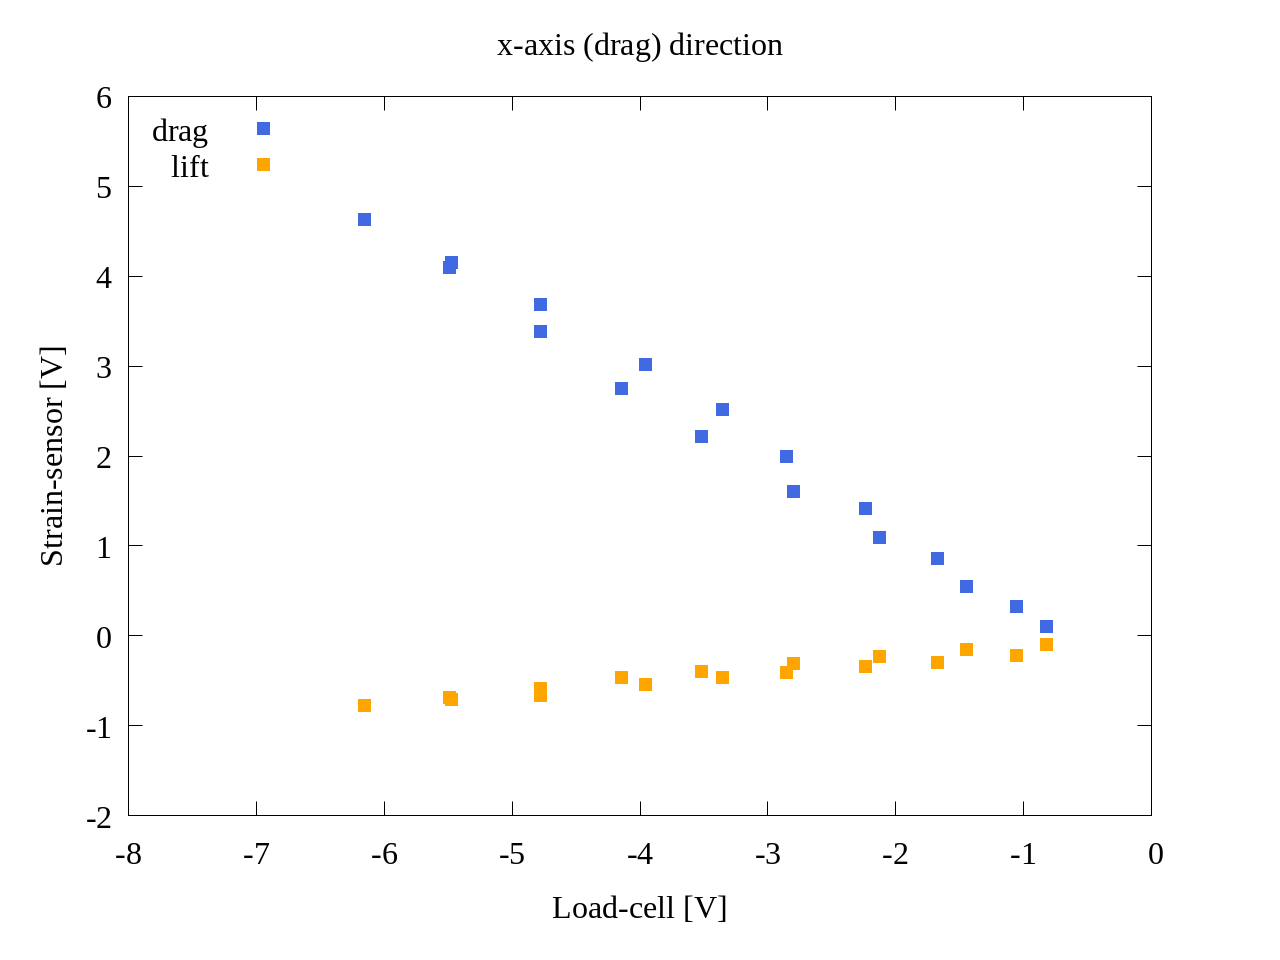 x-axis (drag) direction
6
drag
lift
5
4
3
2
1
0
-1
-2
Strain-sensor [V]
-8 -7 -6 -5 -4 -3 -2 -1 0
Load-cell [V]